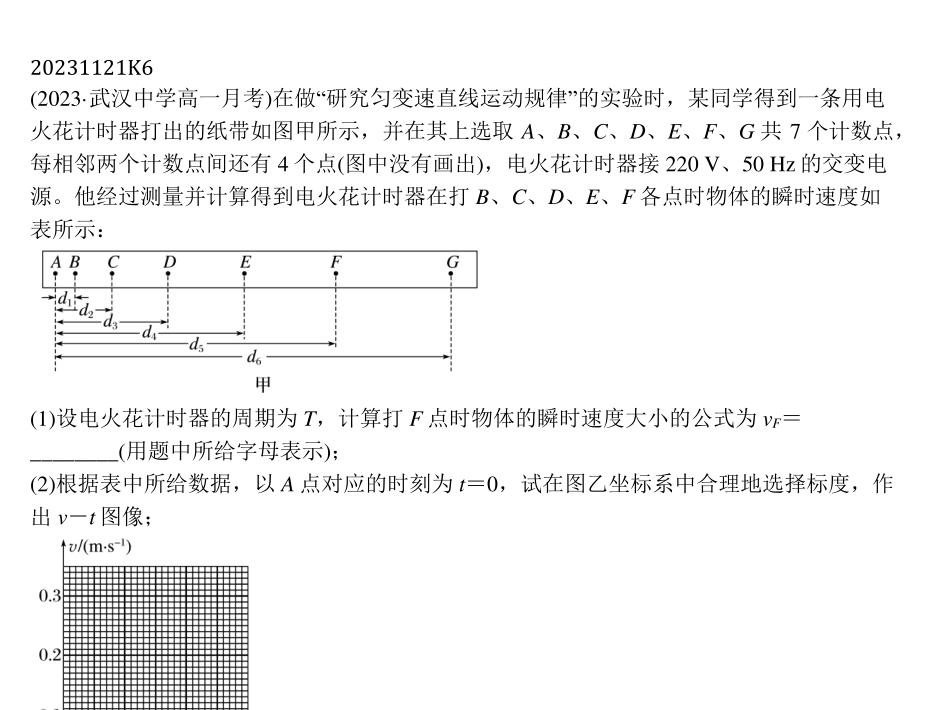 20231121K6
(2023·武汉中学高一月考)在做“研究匀变速直线运动规律”的实验时，某同学得到一条用电
火花计时器打出的纸带如图甲所示，并在其上选取 A、B、C、D、E、F、G 共 7 个计数点，
每相邻两个计数点间还有 4 个点(图中没有画出)，电火花计时器接 220 V、50 Hz 的交变电
源。他经过测量并计算得到电火花计时器在打 B、C、D、E、F 各点时物体的瞬时速度如
表所示：
A B C D E F G
d₁
d₂
d₃
d₄
d₅
d₆
甲
(1)设电火花计时器的周期为 T，计算打 F 点时物体的瞬时速度大小的公式为 vF＝
________(用题中所给字母表示)；
(2)根据表中所给数据，以 A 点对应的时刻为 t＝0，试在图乙坐标系中合理地选择标度，作
出 v－t 图像；
v/(m·s⁻¹)
0.3
0.2